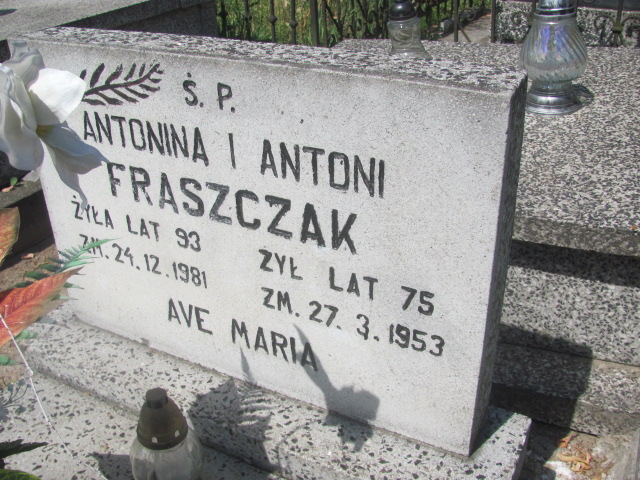 Ś. P.
ANTONINA I ANTONI
FRASZCZAK
ŻYŁA LAT 93
ZM. 24. 12. 1981
ŻYŁ LAT 75
ZM. 27. 3. 1953
AVE MARIA